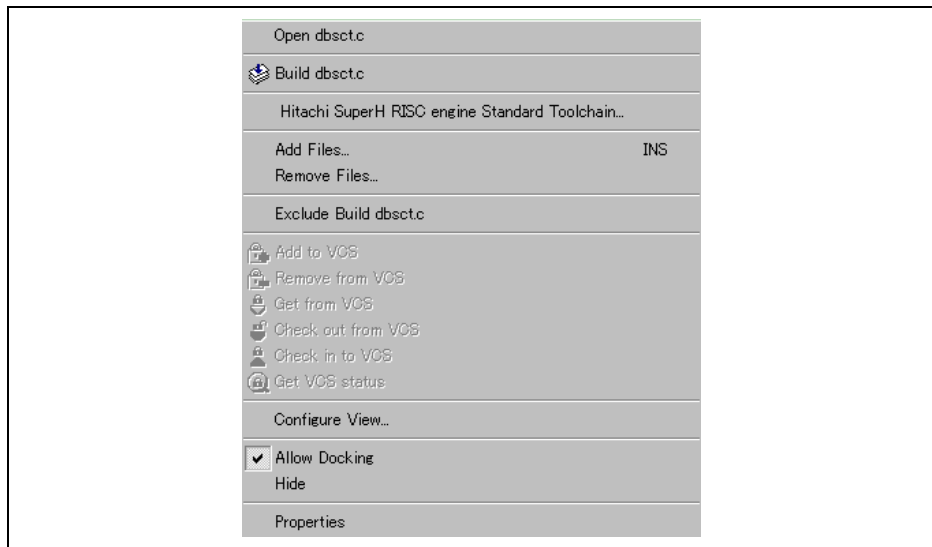 Open dbsct.c
Build dbsct.c
Hitachi SuperH RISC engine Standard Toolchain...
Add Files... INS
Remove Files...
Exclude Build dbsct.c
Add to VCS
Remove from VCS
Get from VCS
Check out from VCS
Check in to VCS
Get VCS status
Configure View...
Allow Docking
Hide
Properties